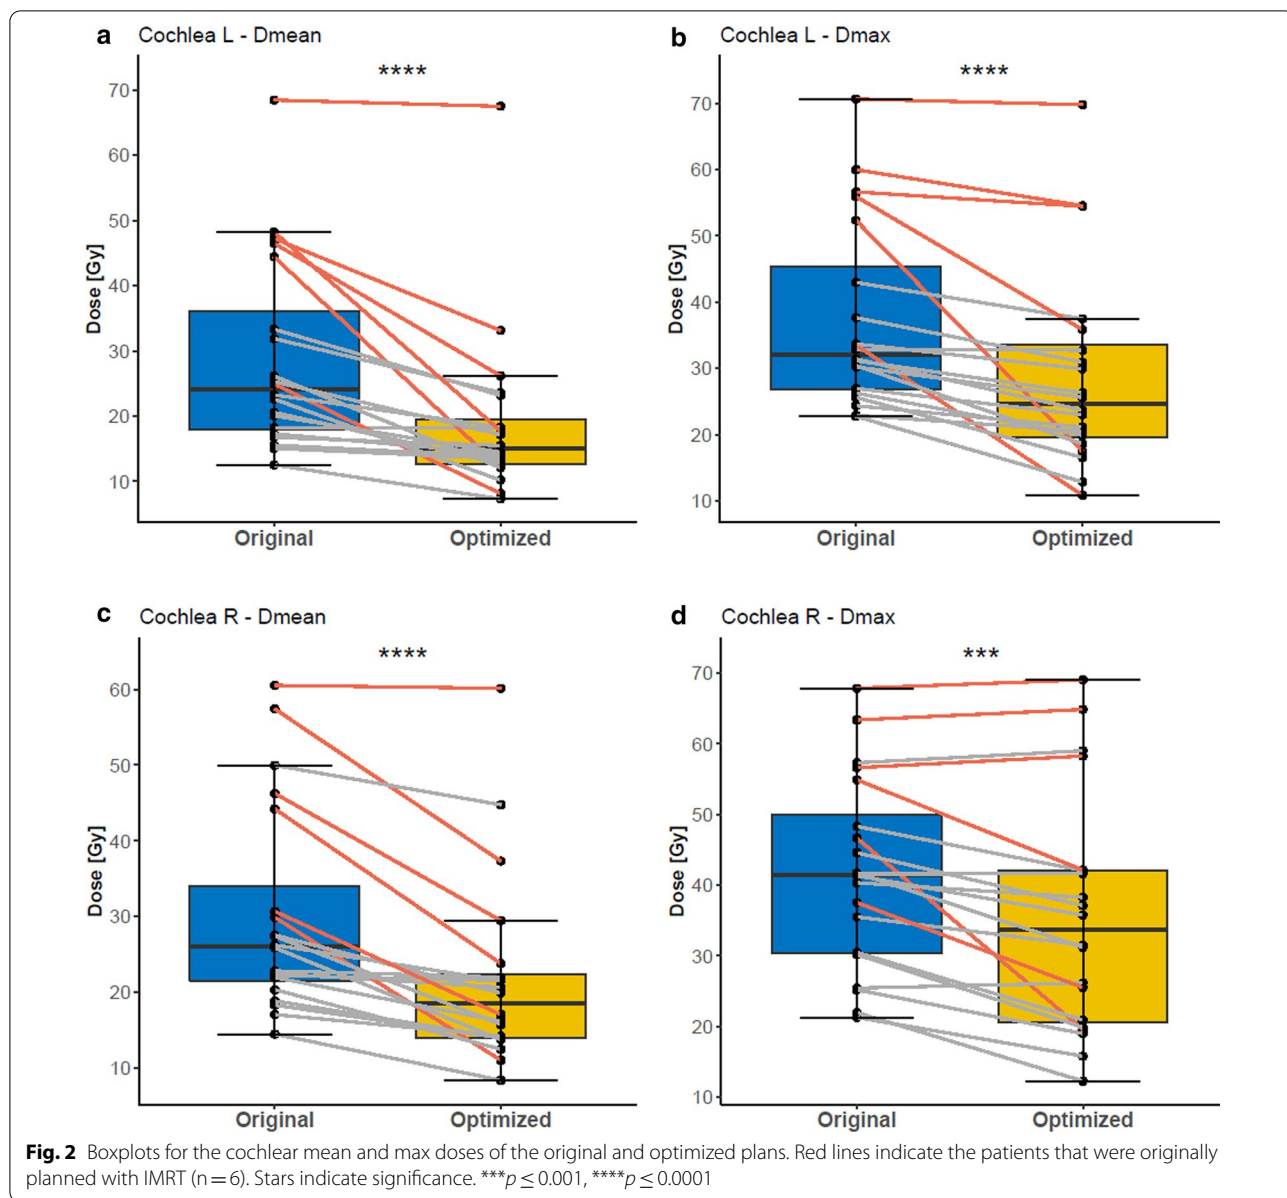 a Cochlea L - Dmean
****
Dose [Gy]
70
60
50
40
30
20
10
Original Optimized
b Cochlea L - Dmax
****
Dose [Gy]
70
60
50
40
30
20
10
Original Optimized
c Cochlea R - Dmean
****
Dose [Gy]
60
50
40
30
20
10
Original Optimized
d Cochlea R - Dmax
***
Dose [Gy]
70
60
50
40
30
20
10
Original Optimized
Fig. 2 Boxplots for the cochlear mean and max doses of the original and optimized plans. Red lines indicate the patients that were originally
planned with IMRT (n = 6). Stars indicate significance. ***p ≤ 0.001, ****p ≤ 0.0001